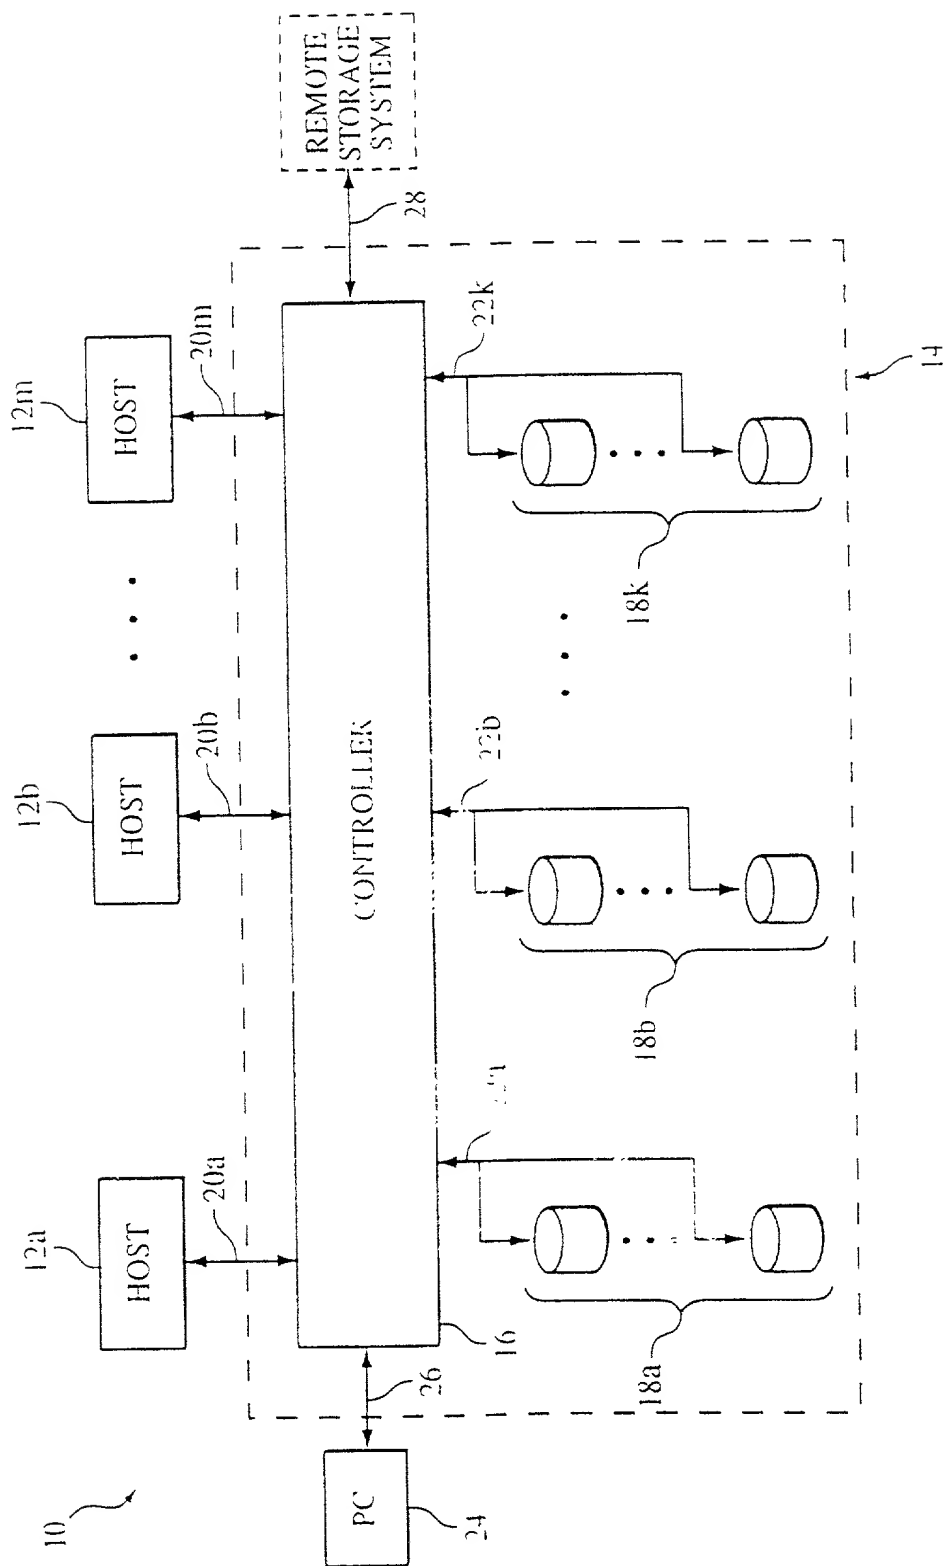 10
12a
HOST
20a
12b
HOST
20b
12m
HOST
20m
PC
24
26
16
CONTROLLER
28
REMOTE
STORAGE
SYSTEM
22b
22k
18a
18b
18k
14